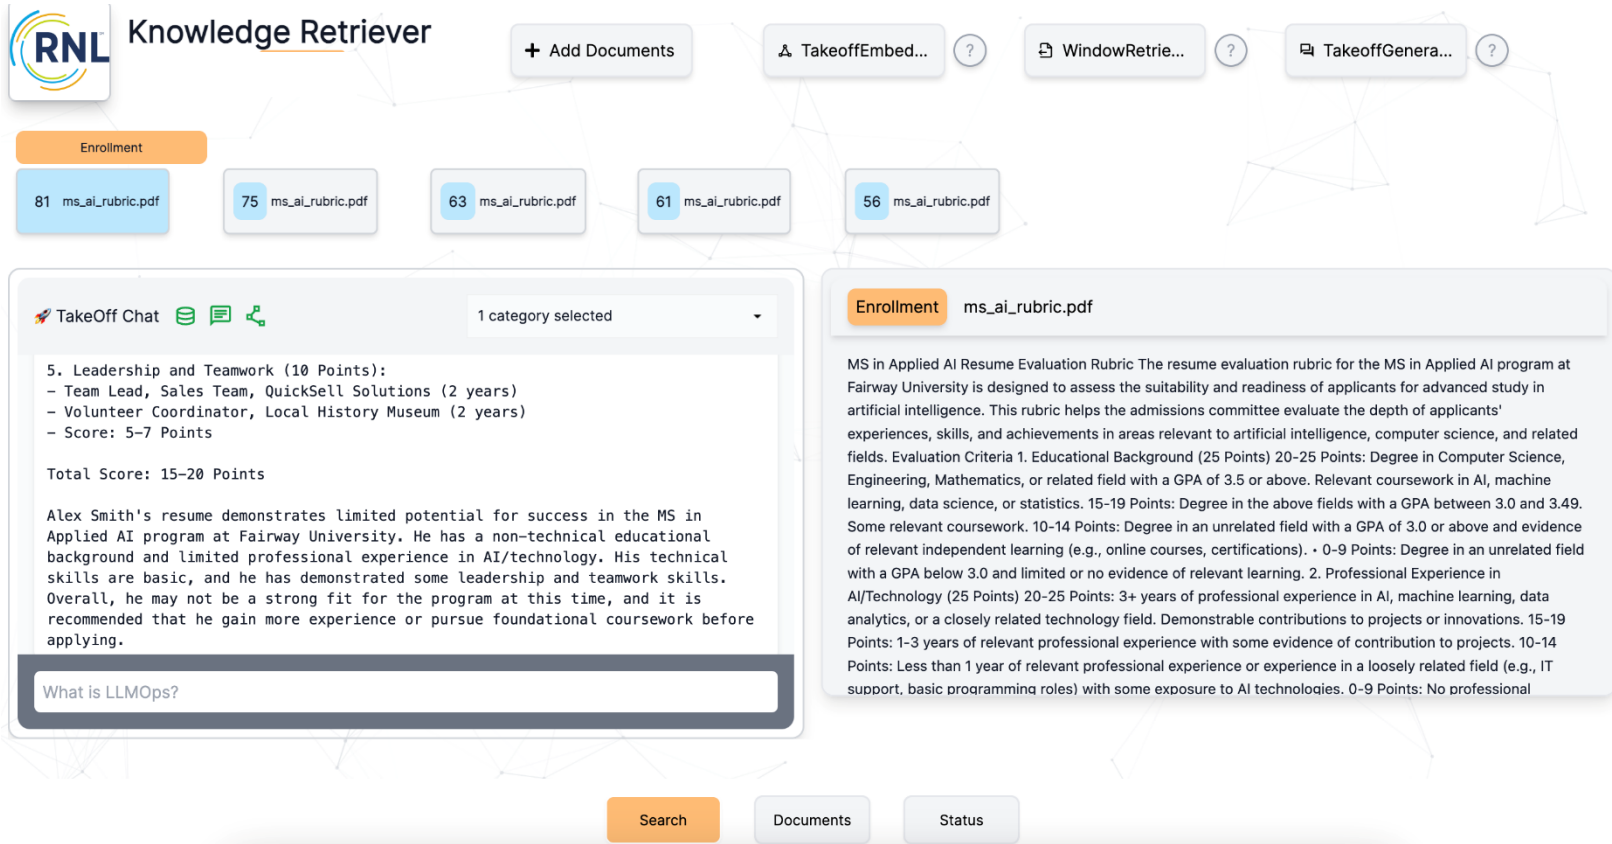 RNL
Knowledge Retriever
+ Add Documents
TakeoffEmbed...
?
WindowRetrie...
?
TakeoffGenera...
?
Enrollment
81 ms_ai_rubric.pdf
75 ms_ai_rubric.pdf
63 ms_ai_rubric.pdf
61 ms_ai_rubric.pdf
56 ms_ai_rubric.pdf
🚀 TakeOff Chat
1 category selected
5. Leadership and Teamwork (10 Points):
– Team Lead, Sales Team, QuickSell Solutions (2 years)
– Volunteer Coordinator, Local History Museum (2 years)
– Score: 5–7 Points
Total Score: 15–20 Points
Alex Smith's resume demonstrates limited potential for success in the MS in
Applied AI program at Fairway University. He has a non–technical educational
background and limited professional experience in AI/technology. His technical
skills are basic, and he has demonstrated some leadership and teamwork skills.
Overall, he may not be a strong fit for the program at this time, and it is
recommended that he gain more experience or pursue foundational coursework before
applying.
What is LLMOps?
Enrollment
ms_ai_rubric.pdf
MS in Applied AI Resume Evaluation Rubric The resume evaluation rubric for the MS in Applied AI program at
Fairway University is designed to assess the suitability and readiness of applicants for advanced study in
artificial intelligence. This rubric helps the admissions committee evaluate the depth of applicants'
experiences, skills, and achievements in areas relevant to artificial intelligence, computer science, and related
fields. Evaluation Criteria 1. Educational Background (25 Points) 20-25 Points: Degree in Computer Science,
Engineering, Mathematics, or related field with a GPA of 3.5 or above. Relevant coursework in AI, machine
learning, data science, or statistics. 15-19 Points: Degree in the above fields with a GPA between 3.0 and 3.49.
Some relevant coursework. 10-14 Points: Degree in an unrelated field with a GPA of 3.0 or above and evidence
of relevant independent learning (e.g., online courses, certifications). • 0-9 Points: Degree in an unrelated field
with a GPA below 3.0 and limited or no evidence of relevant learning. 2. Professional Experience in
AI/Technology (25 Points) 20-25 Points: 3+ years of professional experience in AI, machine learning, data
analytics, or a closely related technology field. Demonstrable contributions to projects or innovations. 15-19
Points: 1-3 years of relevant professional experience with some evidence of contribution to projects. 10-14
Points: Less than 1 year of relevant professional experience or experience in a loosely related field (e.g., IT
support, basic programming roles) with some exposure to AI technologies. 0-9 Points: No professional
Search
Documents
Status